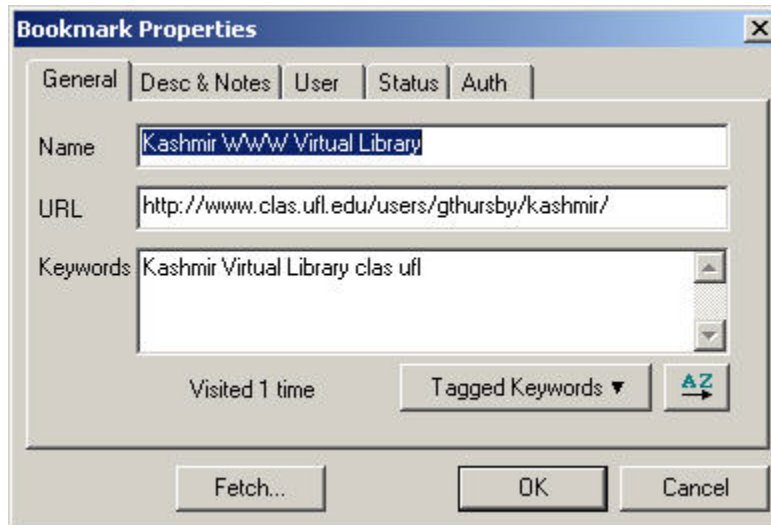 Bookmark Properties
General Desc & Notes User Status Auth
Name Kashmir WWW Virtual Library
URL http://www.clas.ufl.edu/users/gthursby/kashmir/
Keywords Kashmir Virtual Library clas ufl
Visited 1 time Tagged Keywords ▼ AZ
Fetch... OK Cancel